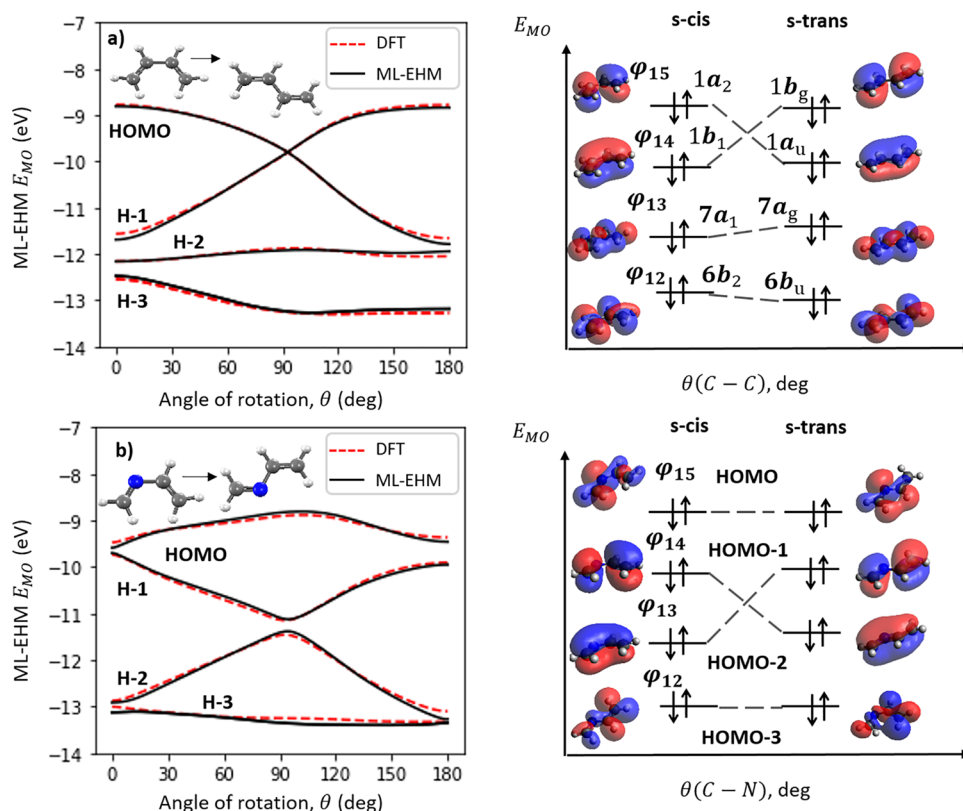 a)
DFT
ML-EHM
HOMO
H-1
H-2
H-3
ML-EHM E_MO (eV)
−7
−8
−9
−10
−11
−12
−13
−14
0 30 60 90 120 150 180
Angle of rotation, θ (deg)
E_MO s-cis s-trans
φ15 1a₂ 1b_g
φ14 1b₁ 1a_u
φ13 7a₁ 7a_g
φ12 6b₂ 6b_u
θ(C − C), deg
b)
DFT
ML-EHM
HOMO
H-1
H-2
H-3
ML-EHM E_MO (eV)
−7
−8
−9
−10
−11
−12
−13
−14
0 30 60 90 120 150 180
Angle of rotation, θ (deg)
E_MO s-cis s-trans
φ15 HOMO
φ14 HOMO-1
φ13
HOMO-2
φ12
HOMO-3
θ(C − N), deg